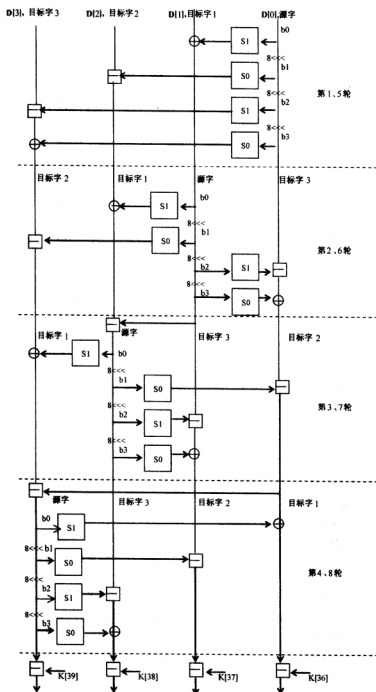 D[3], 目标字 3 D[2], 目标字2 D[1],目标字1 D[0],源字
S1 b0
8<<<
S0 b1
8<<<
S1 b2
第 1、5轮
8<<<
S0 b3
目标字 2 目标字1 源字 目标字 3
S1 b0
8<<<
S0 b1
8<<<
b2 S1
第 2、6轮
8<<<
b3 S0
目标字1 源字 目标字 3 目标字 2
S1 b0
8<<<
b1 S0
第 3、7轮
8<<<
b2 S1
8<<<
b3 S0
源字 目标字 3 目标字 2 目标字1
b0 S1
8<<< b1 S0
第 4、8轮
8<<<
b2 S1
8<<<
b3 S0
K[39] K[38] K[37] K[36]